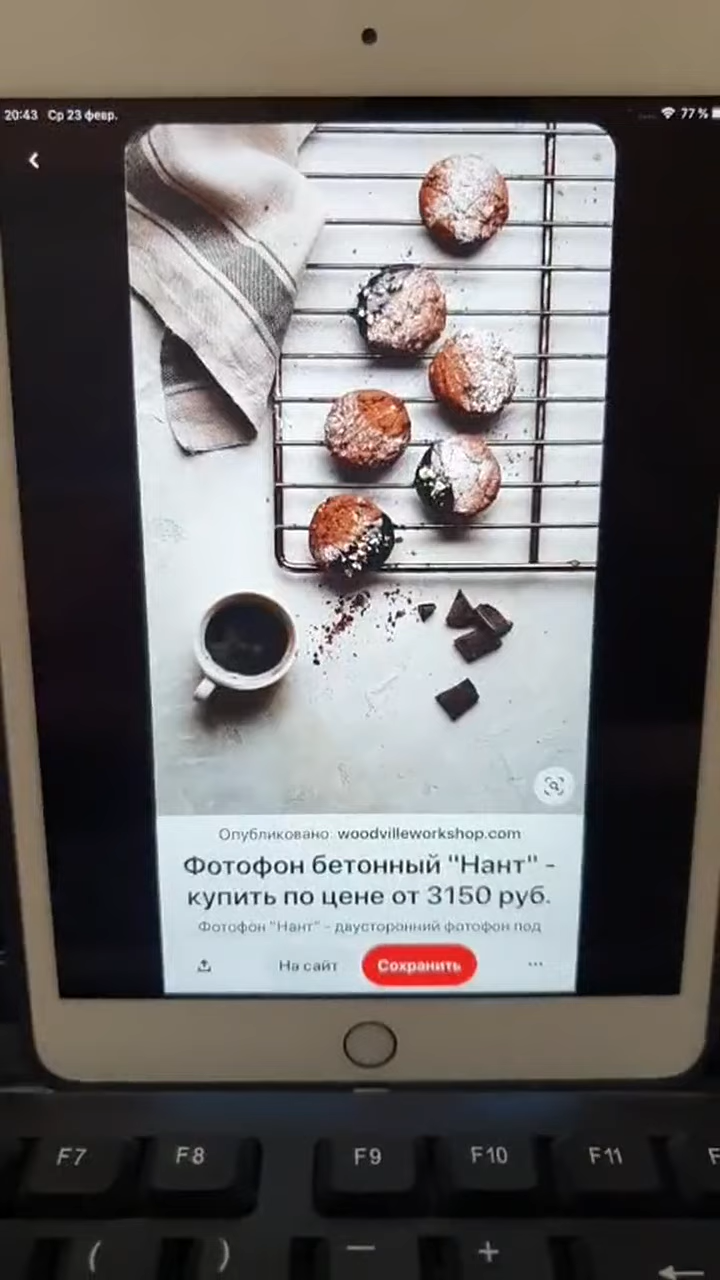 20:43 Ср 23 февр.
77 %
Опубликовано: woodvilleworkshop.com
Фотофон бетонный "Нант" -
купить по цене от 3150 руб.
Фотофон "Нант" - двусторонний фотофон под
На сайт
Сохранить
...
F7 F8 F9 F10 F11 F
( ) — +
←